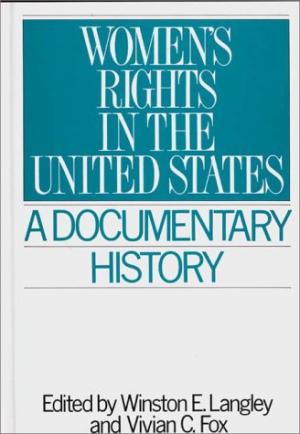 WOMEN'S
RIGHTS
IN THE
UNITED STATES
A DOCUMENTARY
HISTORY
Edited by Winston E. Langley
and Vivian C. Fox